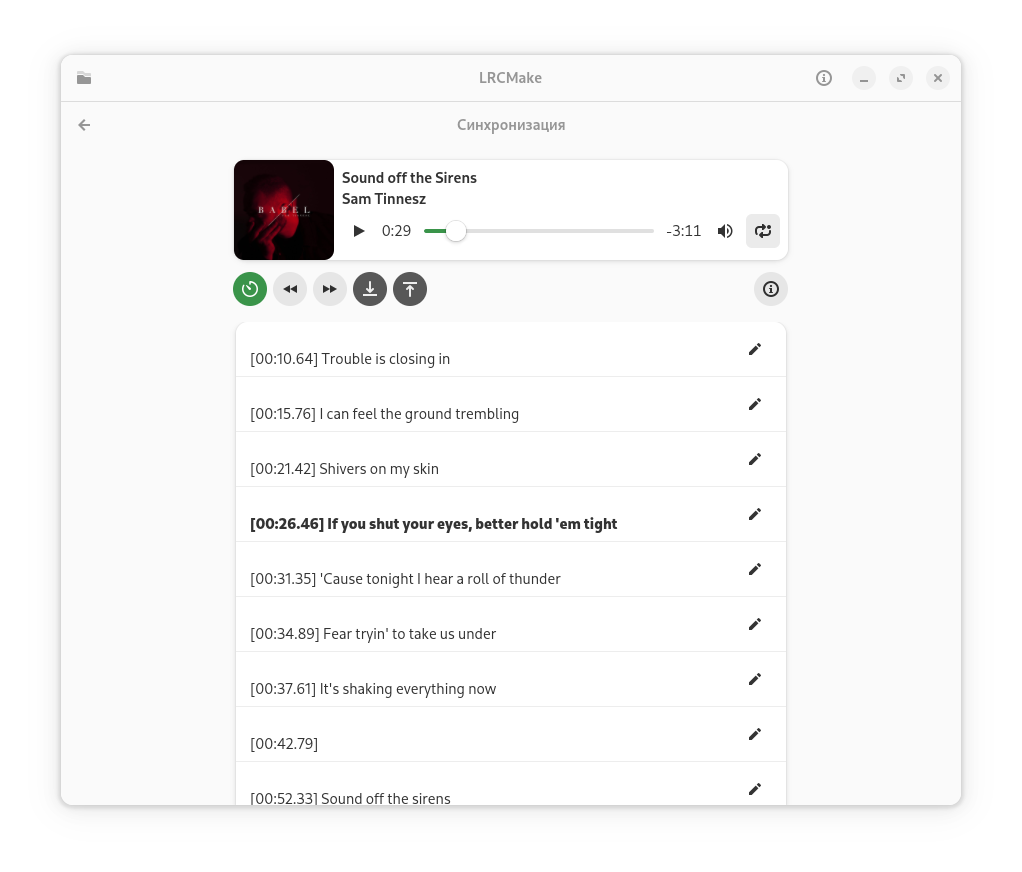 LRCMake
Синхронизация
Sound off the Sirens
Sam Tinnesz
BABEL
0:29
-3:11
[00:10.64] Trouble is closing in
[00:15.76] I can feel the ground trembling
[00:21.42] Shivers on my skin
[00:26.46] If you shut your eyes, better hold 'em tight
[00:31.35] 'Cause tonight I hear a roll of thunder
[00:34.89] Fear tryin' to take us under
[00:37.61] It's shaking everything now
[00:42.79]
[00:52.33] Sound off the sirens